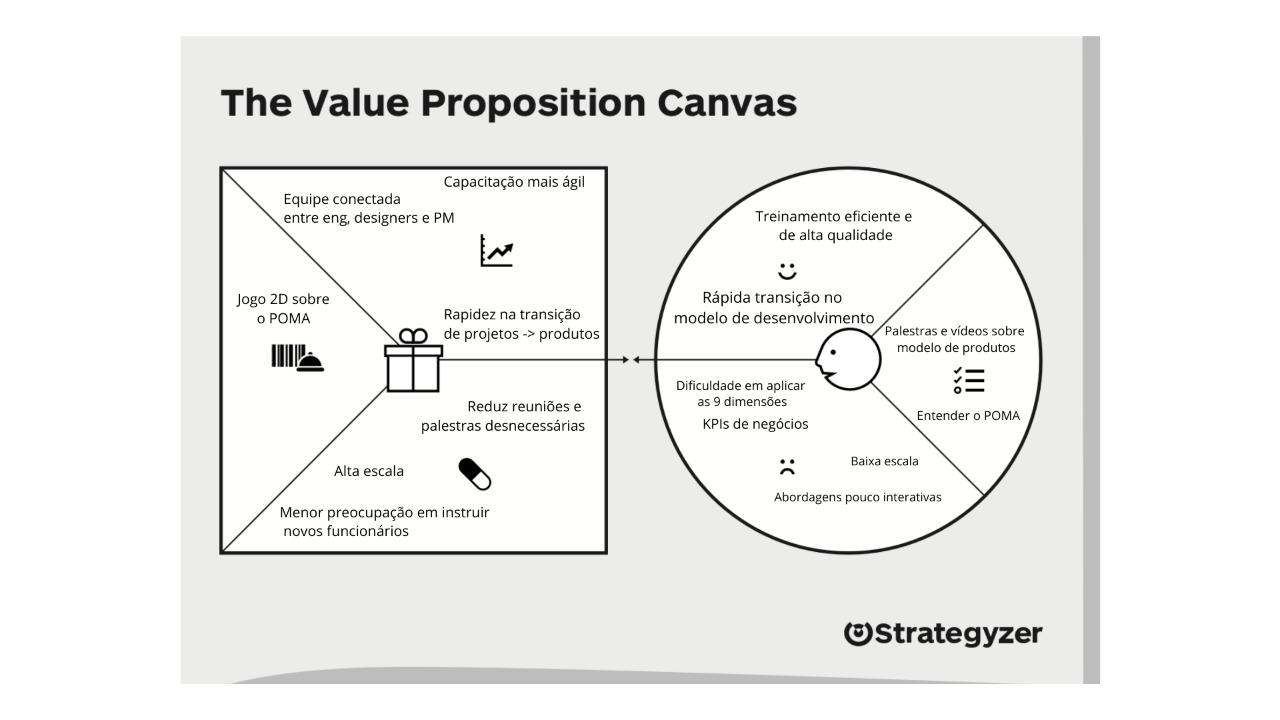 The Value Proposition Canvas
Capacitação mais ágil
Equipe conectada
entre eng, designers e PM
Jogo 2D sobre
o POMA
Rapidez na transição
de projetos -> produtos
Reduz reuniões e
palestras desnecessárias
Alta escala
Menor preocupação em instruir
novos funcionários
Treinamento eficiente e
de alta qualidade
Rápida transição no
modelo de desenvolvimento
Palestras e vídeos sobre
modelo de produtos
Entender o POMA
Dificuldade em aplicar
as 9 dimensões
KPIs de negócios
Baixa escala
Abordagens pouco interativas
Strategyzer